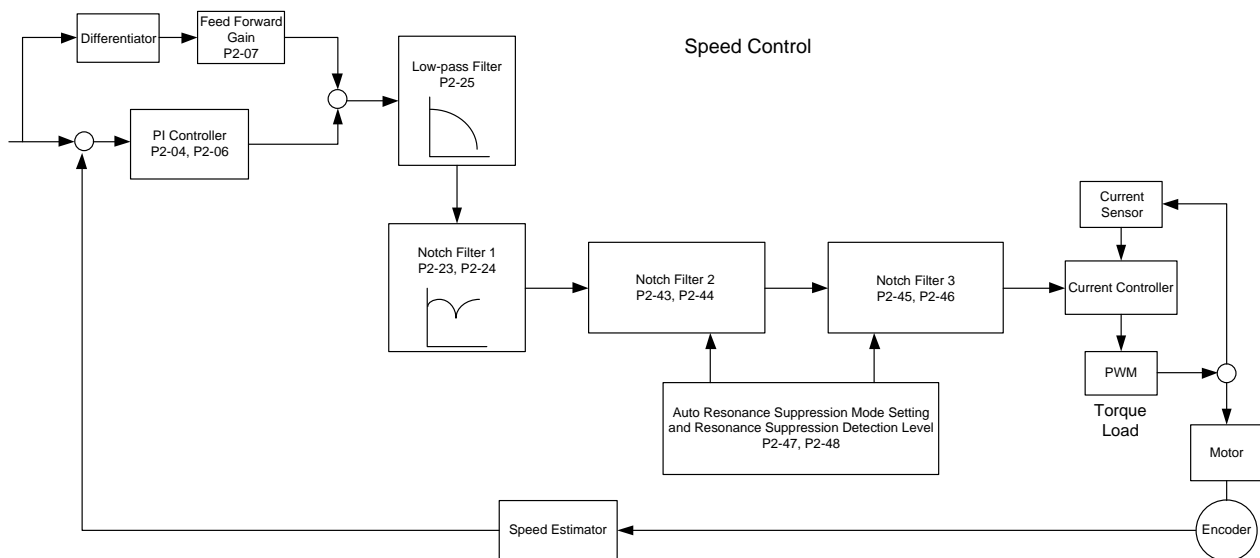 Speed Control
Differentiator
Feed Forward
Gain
P2-07
Low-pass Filter
P2-25
PI Controller
P2-04, P2-06
Notch Filter 1
P2-23, P2-24
Notch Filter 2
P2-43, P2-44
Notch Filter 3
P2-45, P2-46
Current
Sensor
Current Controller
PWM
Torque
Load
Auto Resonance Suppression Mode Setting
and Resonance Suppression Detection Level
P2-47, P2-48
Motor
Encoder
Speed Estimator